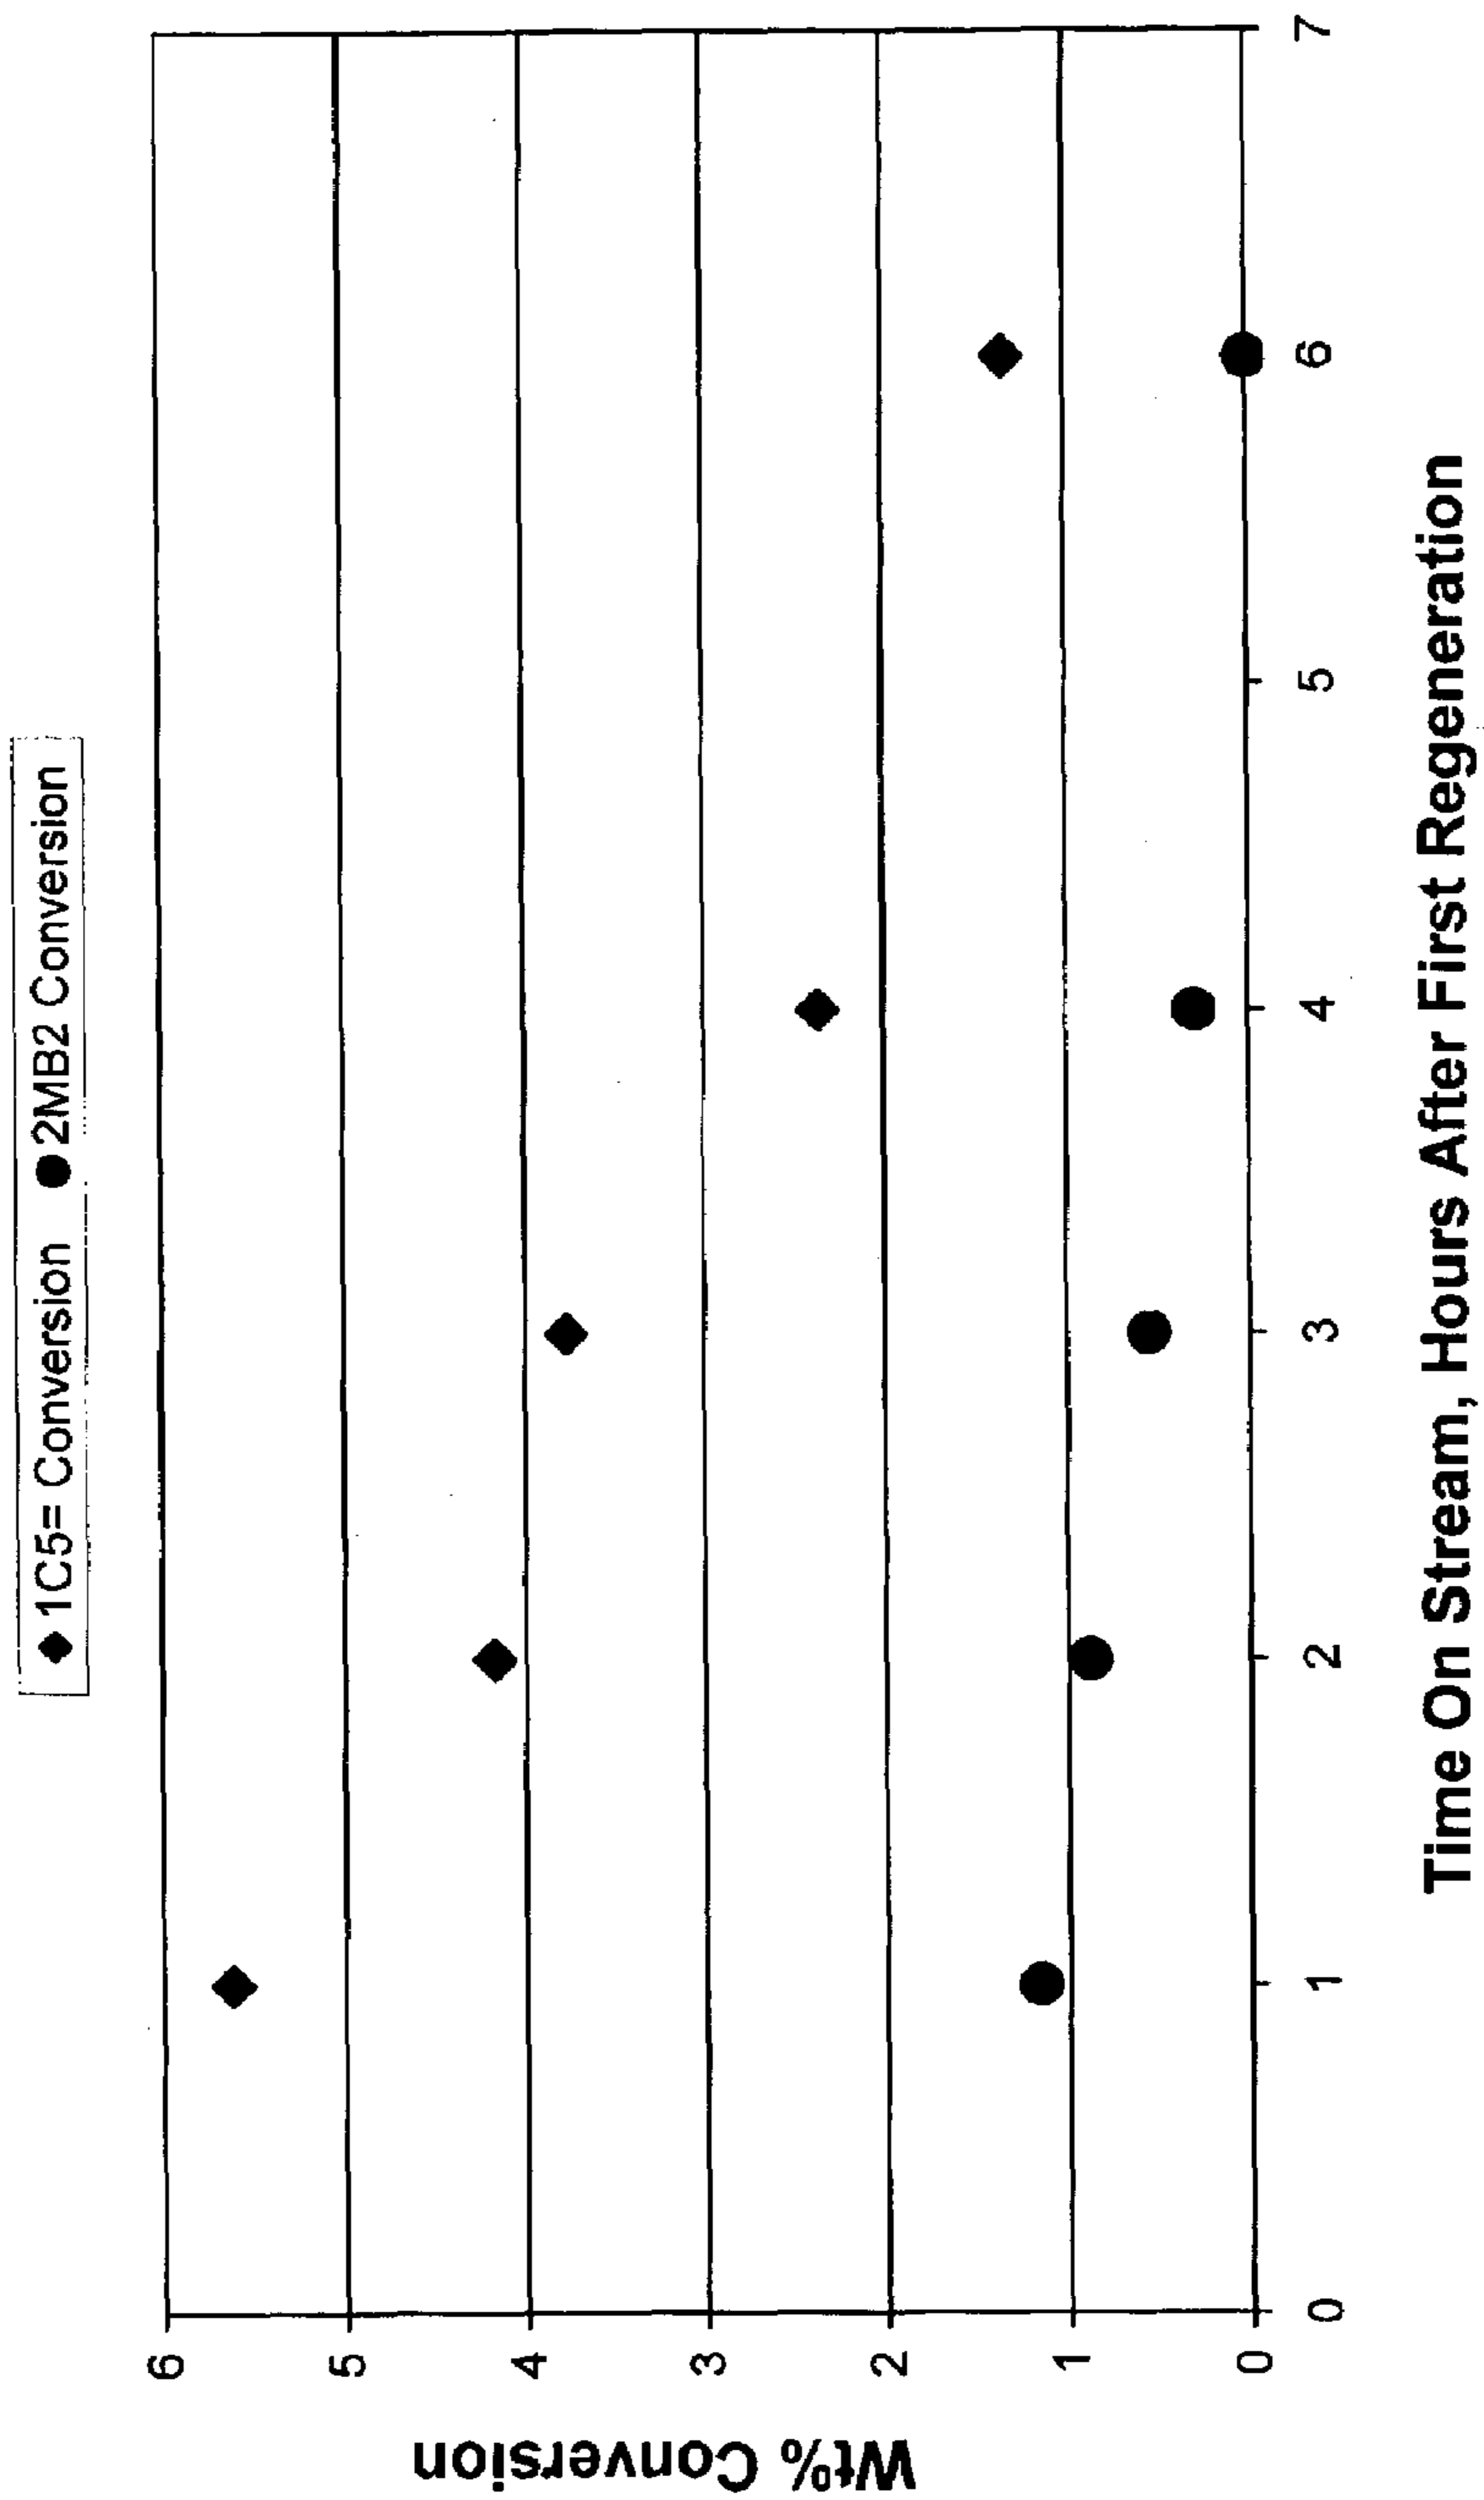 ◆ 1C5= Conversion ● 2MB2 Conversion
Wt% Conversion
6
5
4
3
2
1
0
0 1 2 3 4 5 6 7
Time On Stream, Hours After First Regeneration